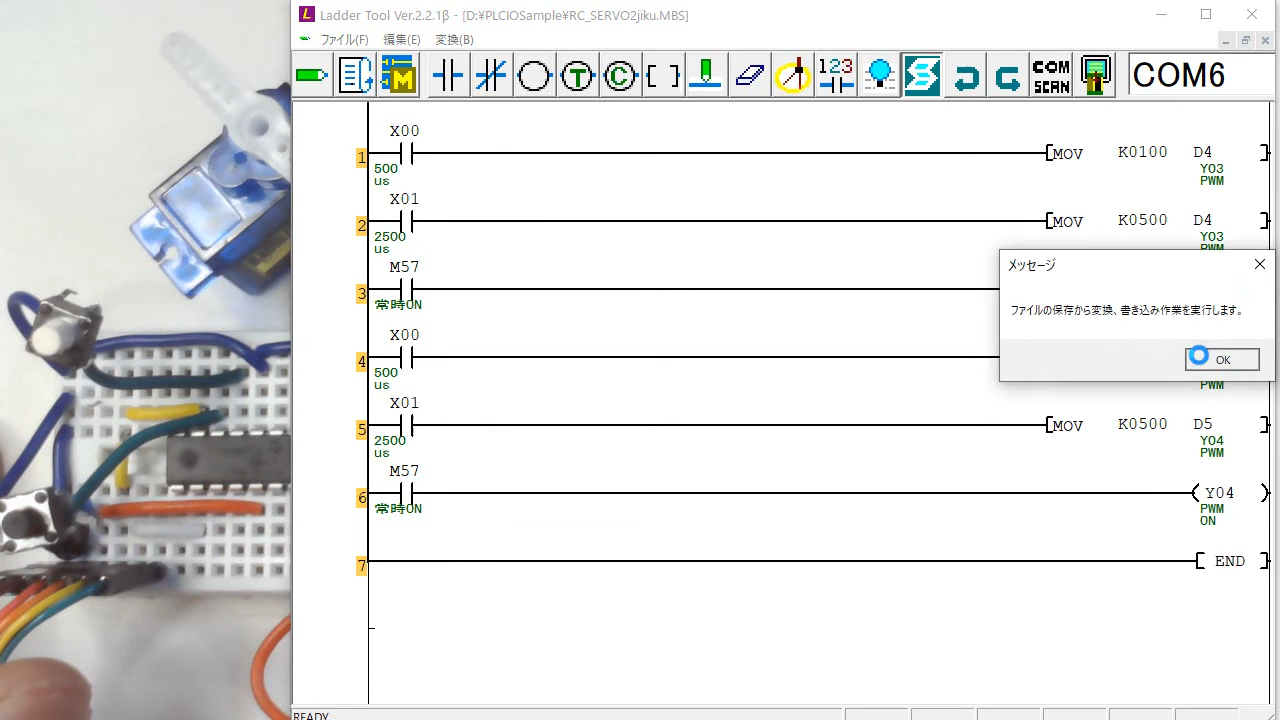 Ladder Tool Ver.2.2.1β - [D:¥PLCIOSample¥RC_SERVO2jiku.MBS]
ファイル(F) 編集(E) 変換(B)
M T C 123 COM SCAN COM6
X00
1 MOV K0100 D4
500 us Y03 PWM
X01
2 MOV K0500 D4
2500 us Y03 PWM
M57
3
常時ON
X00
4
500 us PWM
X01
5 MOV K0500 D5
2500 us Y04 PWM
M57
6 Y04
常時ON PWM ON
7 END
メッセージ
ファイルの保存から変換、書き込み作業を実行します。
OK
READY